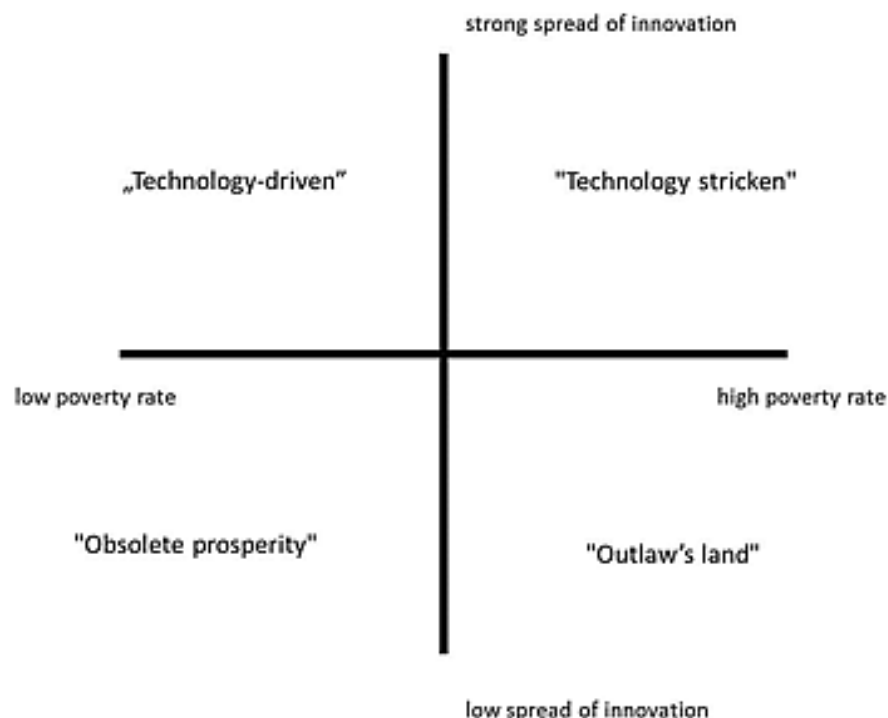 strong spread of innovation
„Technology-driven”
"Technology stricken"
low poverty rate
high poverty rate
"Obsolete prosperity"
"Outlaw’s land"
low spread of innovation